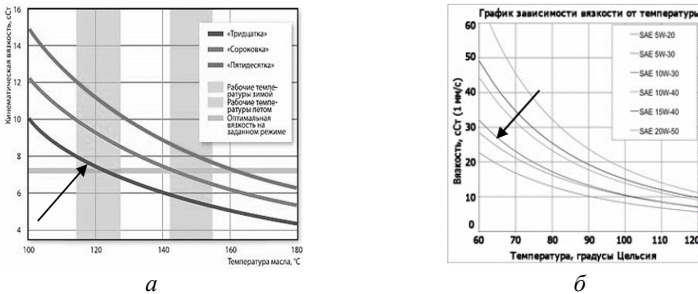 Кинематическая вязкость, сСт
16
14
12
10
8
6
4
100
120
140
160
180
Температура масла, °C
«Тридцатка»
«Сороковка»
«Пятидесятка»
Рабочие темпе-
ратуры зимой
Рабочие темпе-
ратуры летом
Оптимальная
вязкость на
заданном режиме
а
График зависимости вязкости от температуры
Вязкость, сСт (1 мм/с)
60
50
40
30
20
10
0
60
70
80
90
100
110
120
Температура, градусы Цельсия
SAE 5W-20
SAE 5W-30
SAE 10W-30
SAE 10W-40
SAE 15W-40
SAE 20W-50
б